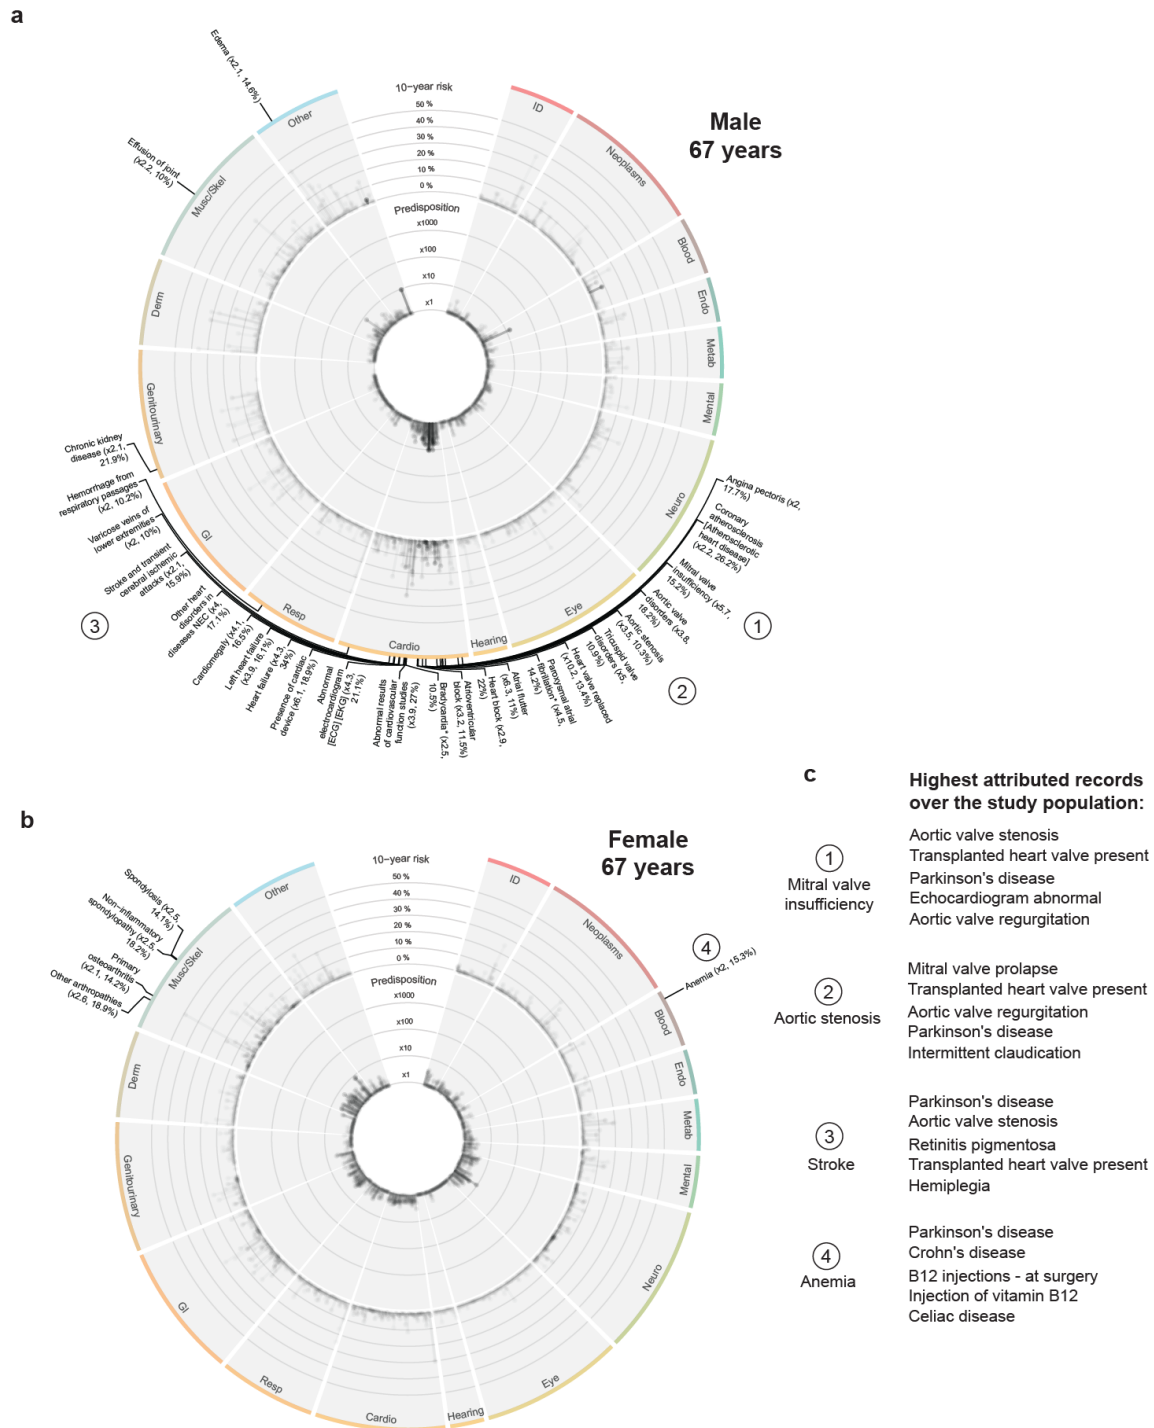 a
Male
67 years
10-year risk
50 %
40 %
30 %
20 %
10 %
0 %
Predisposition
x1000
x100
x10
x1
ID
Neoplasms
Blood
Endo
Metab
Mental
Neuro
Eye
Hearing
Cardio
Resp
GI
Genitourinary
Derm
Musc/Skel
Other
Edema (x2.1, 14.6%)
Effusion of joint
(x2.2, 10%)
Angina pectoris (x2,
17.7%)
Coronary
atherosclerosis
[Atherosclerotic
heart disease]
(x2.2, 26.2%)
Mitral valve
insufficiency (x5.7,
15.2%)
Aortic valve
disorders (x3.8,
18.2%)
Aortic stenosis
(x3.5, 10.3%)
Tricuspid valve
disorders (x5,
10.9%)
Heart valve replaced
(x10.2, 13.4%)
Paroxysmal atrial
fibrillation* (x4.5,
14.2%)
Atrial flutter
(x6.3, 11%)
Heart block (x2.9,
22%)
Atrioventricular
block (x3.2, 11.5%)
Bradycardia* (x2.5,
10.5%)
Abnormal results
of cardiovascular
function studies
(x3.9, 27%)
Abnormal
electrocardiogram
[ECG] [EKG] (x4.3,
21.1%)
Presence of cardiac
device (x6.1, 18.9%)
Heart failure (x4.3,
34%)
Left heart failure
(x3.9, 16.1%)
Cardiomegaly (x4.1,
16.5%)
Other heart
disorders in
diseases NEC (x4,
17.1%)
Stroke and transient
cerebral ischemic
attacks (x2.1,
15.9%)
Varicose veins of
lower extremities
(x2, 10%)
Hemorrhage from
respiratory passages
(x2, 10.2%)
Chronic kidney
disease (x2.1,
21.9%)
1
2
3
b
Female
67 years
10-year risk
50 %
40 %
30 %
20 %
10 %
0 %
Predisposition
x1000
x100
x10
x1
ID
Neoplasms
Blood
Endo
Metab
Mental
Neuro
Eye
Hearing
Cardio
Resp
GI
Genitourinary
Derm
Musc/Skel
Other
Spondylosis (x2.5,
14.1%)
Non-inflammatory
spondylopathy (x2.5,
18.2%)
Primary
osteoarthritis
(x2.1, 14.2%)
Other arthropathies
(x2.6, 18.9%)
4
Anemia (x2, 15.3%)
c
Highest attributed records
over the study population:
1
Mitral valve
insufficiency
Aortic valve stenosis
Transplanted heart valve present
Parkinson's disease
Echocardiogram abnormal
Aortic valve regurgitation
2
Aortic stenosis
Mitral valve prolapse
Transplanted heart valve present
Aortic valve regurgitation
Parkinson's disease
Intermittent claudication
3
Stroke
Parkinson's disease
Aortic valve stenosis
Retinitis pigmentosa
Transplanted heart valve present
Hemiplegia
4
Anemia
Parkinson's disease
Crohn's disease
B12 injections - at surgery
Injection of vitamin B12
Celiac disease